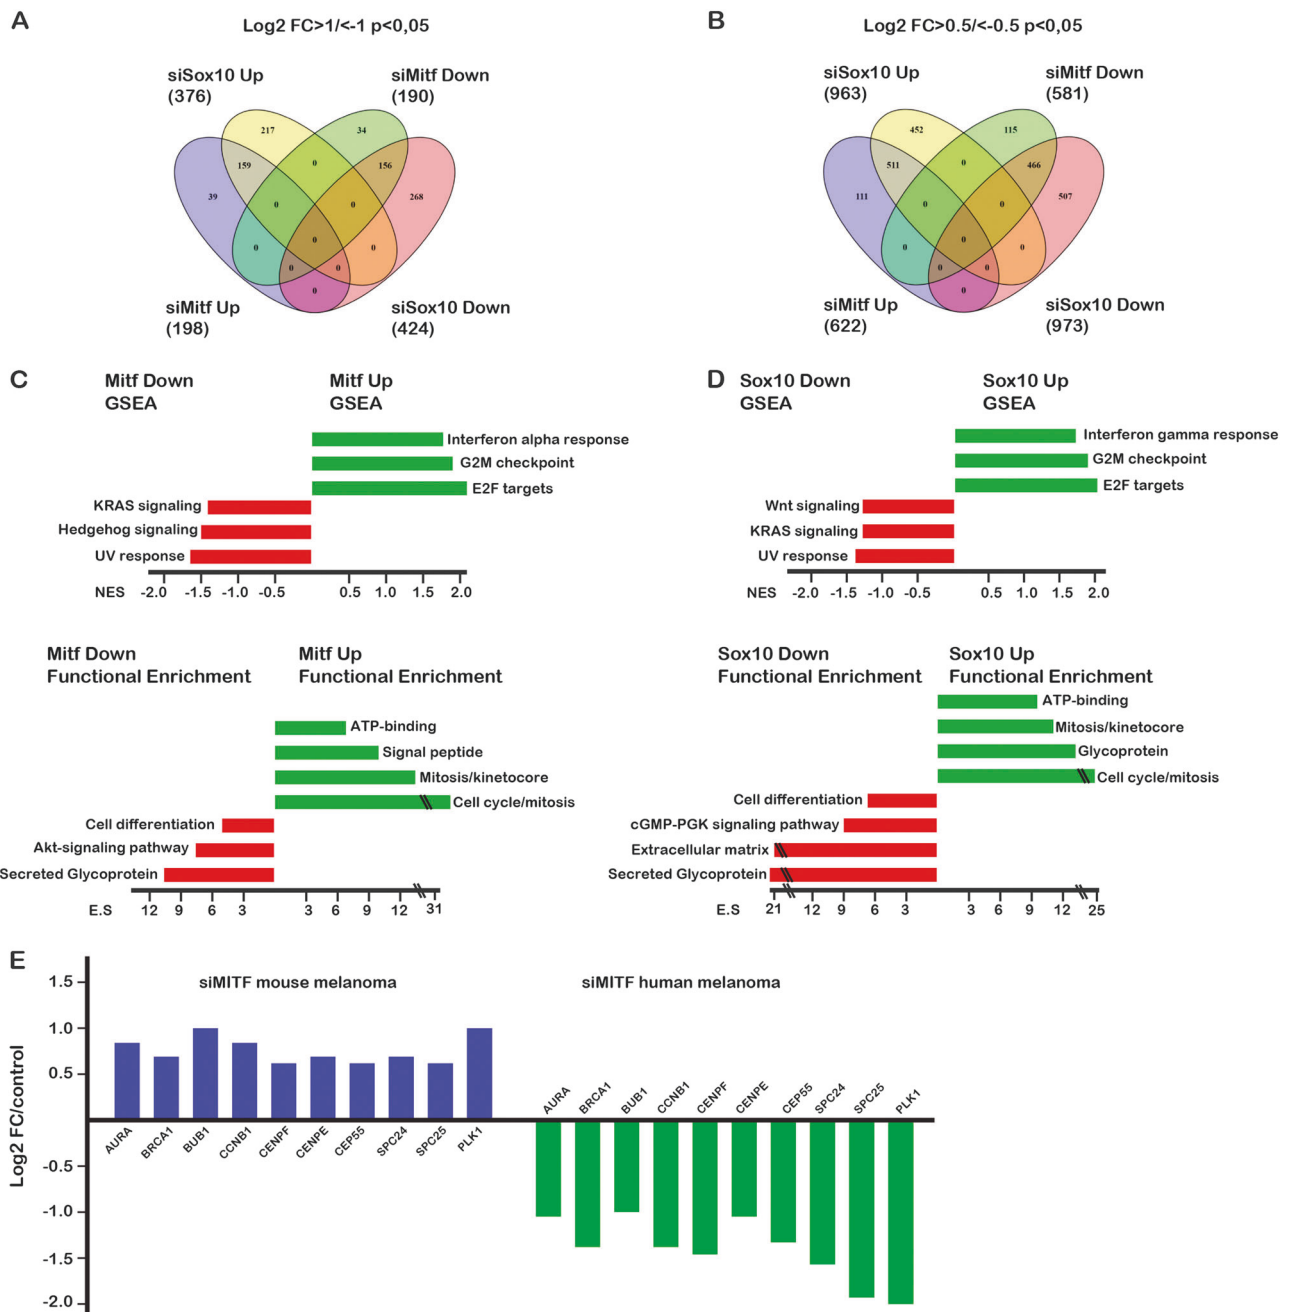 A
Log2 FC>1/<-1 p<0,05
siSox10 Up
(376)
siMitf Down
(190)
217
34
159
0
156
39
0
0
268
0
0
0
0
0
0
siMitf Up
(198)
siSox10 Down
(424)
B
Log2 FC>0.5/<-0.5 p<0,05
siSox10 Up
(963)
siMitf Down
(581)
452
115
511
0
466
111
0
0
507
0
0
0
0
0
0
siMitf Up
(622)
siSox10 Down
(973)
C
Mitf Down
GSEA
Mitf Up
GSEA
Interferon alpha response
G2M checkpoint
E2F targets
KRAS signaling
Hedgehog signaling
UV response
NES -2.0 -1.5 -1.0 -0.5 0.5 1.0 1.5 2.0
Mitf Down
Functional Enrichment
Mitf Up
Functional Enrichment
ATP-binding
Signal peptide
Mitosis/kinetocore
Cell cycle/mitosis
Cell differentiation
Akt-signaling pathway
Secreted Glycoprotein
E.S 12 9 6 3 3 6 9 12 31
D
Sox10 Down
GSEA
Sox10 Up
GSEA
Interferon gamma response
G2M checkpoint
E2F targets
Wnt signaling
KRAS signaling
UV response
NES -2.0 -1.5 -1.0 -0.5 0.5 1.0 1.5 2.0
Sox10 Down
Functional Enrichment
Sox10 Up
Functional Enrichment
ATP-binding
Mitosis/kinetocore
Glycoprotein
Cell cycle/mitosis
Cell differentiation
cGMP-PGK signaling pathway
Extracellular matrix
Secreted Glycoprotein
E.S 21 12 9 6 3 3 6 9 12 25
E
siMITF mouse melanoma
siMITF human melanoma
Log2 FC/control
1.5
1.0
0.5
-0.5
-1.0
-1.5
-2.0
AURA BRCA1 BUB1 CCNB1 CENPF CENPE CEP55 SPC24 SPC25 PLK1
AURA BRCA1 BUB1 CCNB1 CENPF CENPE CEP55 SPC24 SPC25 PLK1